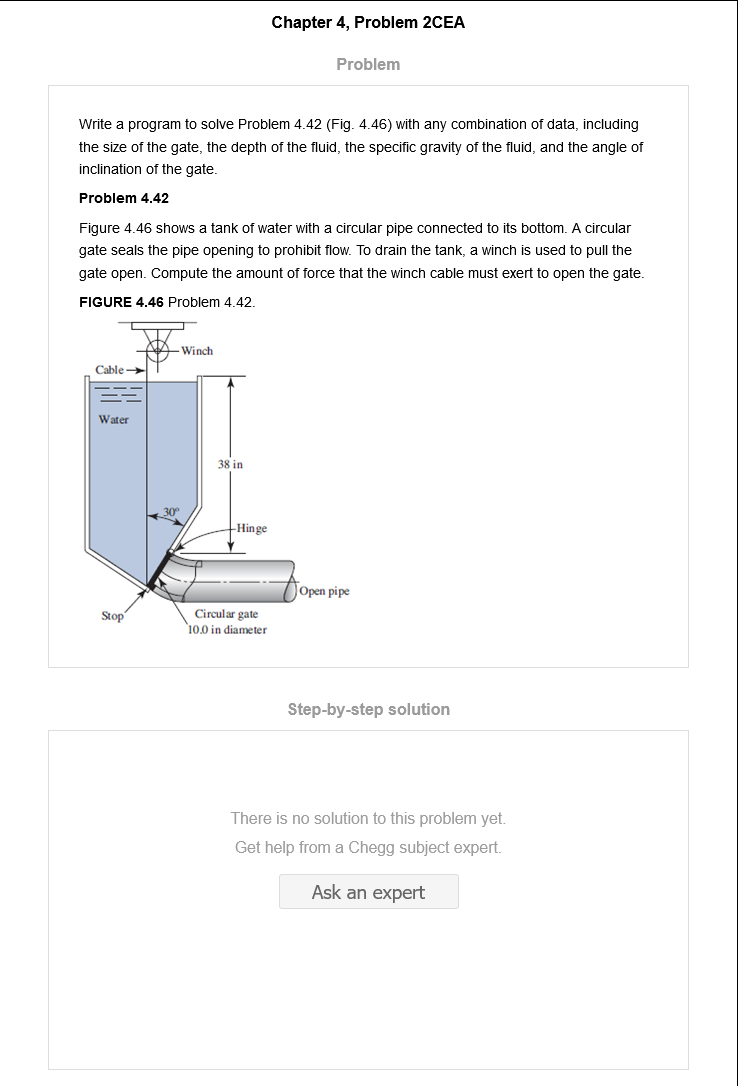 Chapter 4, Problem 2CEA
Problem
Write a program to solve Problem 4.42 (Fig. 4.46) with any combination of data, including
the size of the gate, the depth of the fluid, the specific gravity of the fluid, and the angle of
inclination of the gate.
Problem 4.42
Figure 4.46 shows a tank of water with a circular pipe connected to its bottom. A circular
gate seals the pipe opening to prohibit flow. To drain the tank, a winch is used to pull the
gate open. Compute the amount of force that the winch cable must exert to open the gate.
FIGURE 4.46 Problem 4.42.
Winch
Cable
Water
38 in
30°
Hinge
Open pipe
Stop
Circular gate
10.0 in diameter
Step-by-step solution
There is no solution to this problem yet.
Get help from a Chegg subject expert.
Ask an expert